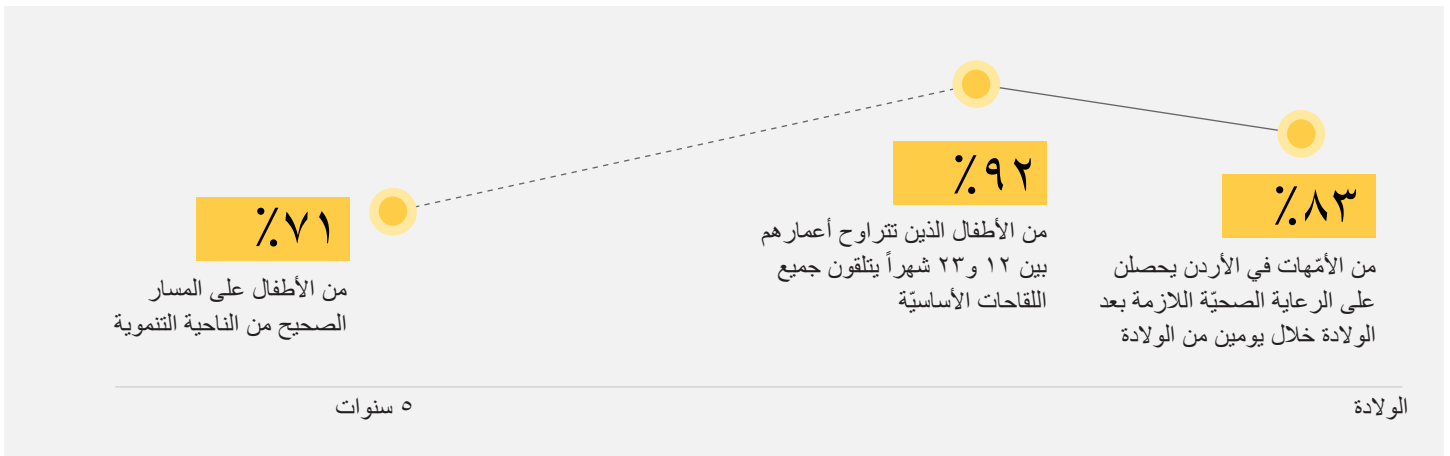 ٪٨٣
من الأمّهات في الأردن يحصلن
على الرعاية الصحيّة اللازمة بعد
الولادة خلال يومين من الولادة
٪٩٢
من الأطفال الذين تتراوح أعمارهم
بين ١٢ و٢٣ شهراً يتلقون جميع
اللقاحات الأساسيّة
٪٧١
من الأطفال على المسار
الصحيح من الناحية التنموية
الولادة
٥ سنوات